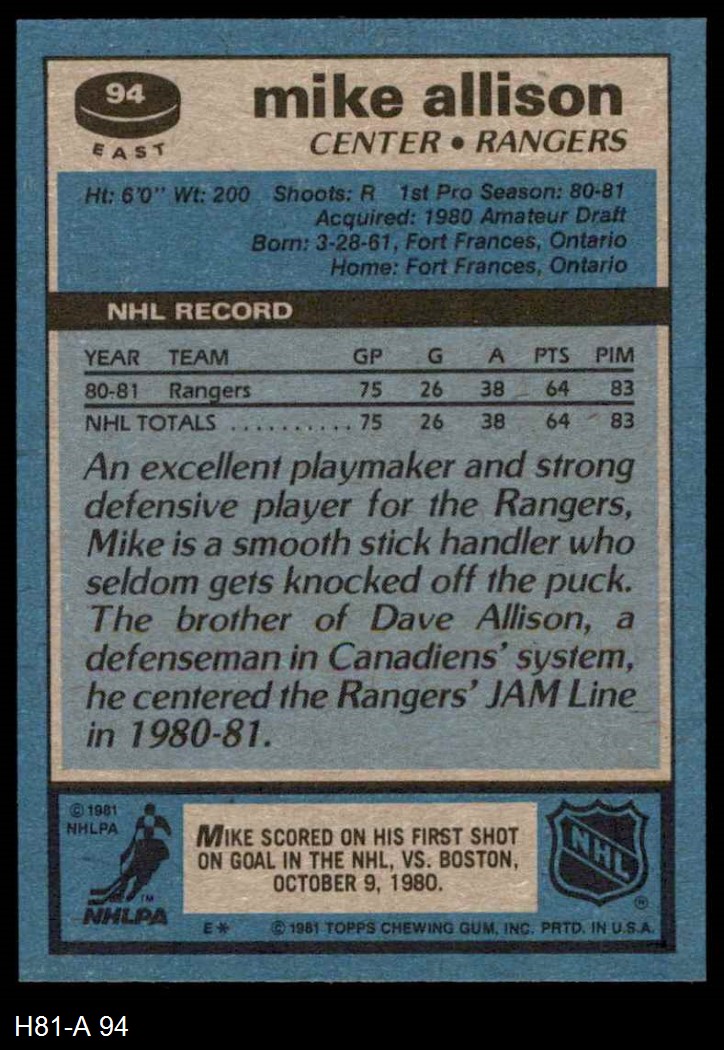 94
EAST
mike allison
CENTER • RANGERS
Ht: 6'0" Wt: 200 Shoots: R 1st Pro Season: 80-81
Acquired: 1980 Amateur Draft
Born: 3-28-61, Fort Frances, Ontario
Home: Fort Frances, Ontario
NHL RECORD
YEAR TEAM GP G A PTS PIM
80-81 Rangers 75 26 38 64 83
NHL TOTALS .......... 75 26 38 64 83
An excellent playmaker and strong
defensive player for the Rangers,
Mike is a smooth stick handler who
seldom gets knocked off the puck.
The brother of Dave Allison, a
defenseman in Canadiens' system,
he centered the Rangers' JAM Line
in 1980-81.
© 1981
NHLPA
TM
NHLPA
MIKE SCORED ON HIS FIRST SHOT
ON GOAL IN THE NHL, VS. BOSTON,
OCTOBER 9, 1980.
NHL
®
E* © 1981 TOPPS CHEWING GUM, INC. PRTD. IN U.S.A.
H81-A 94